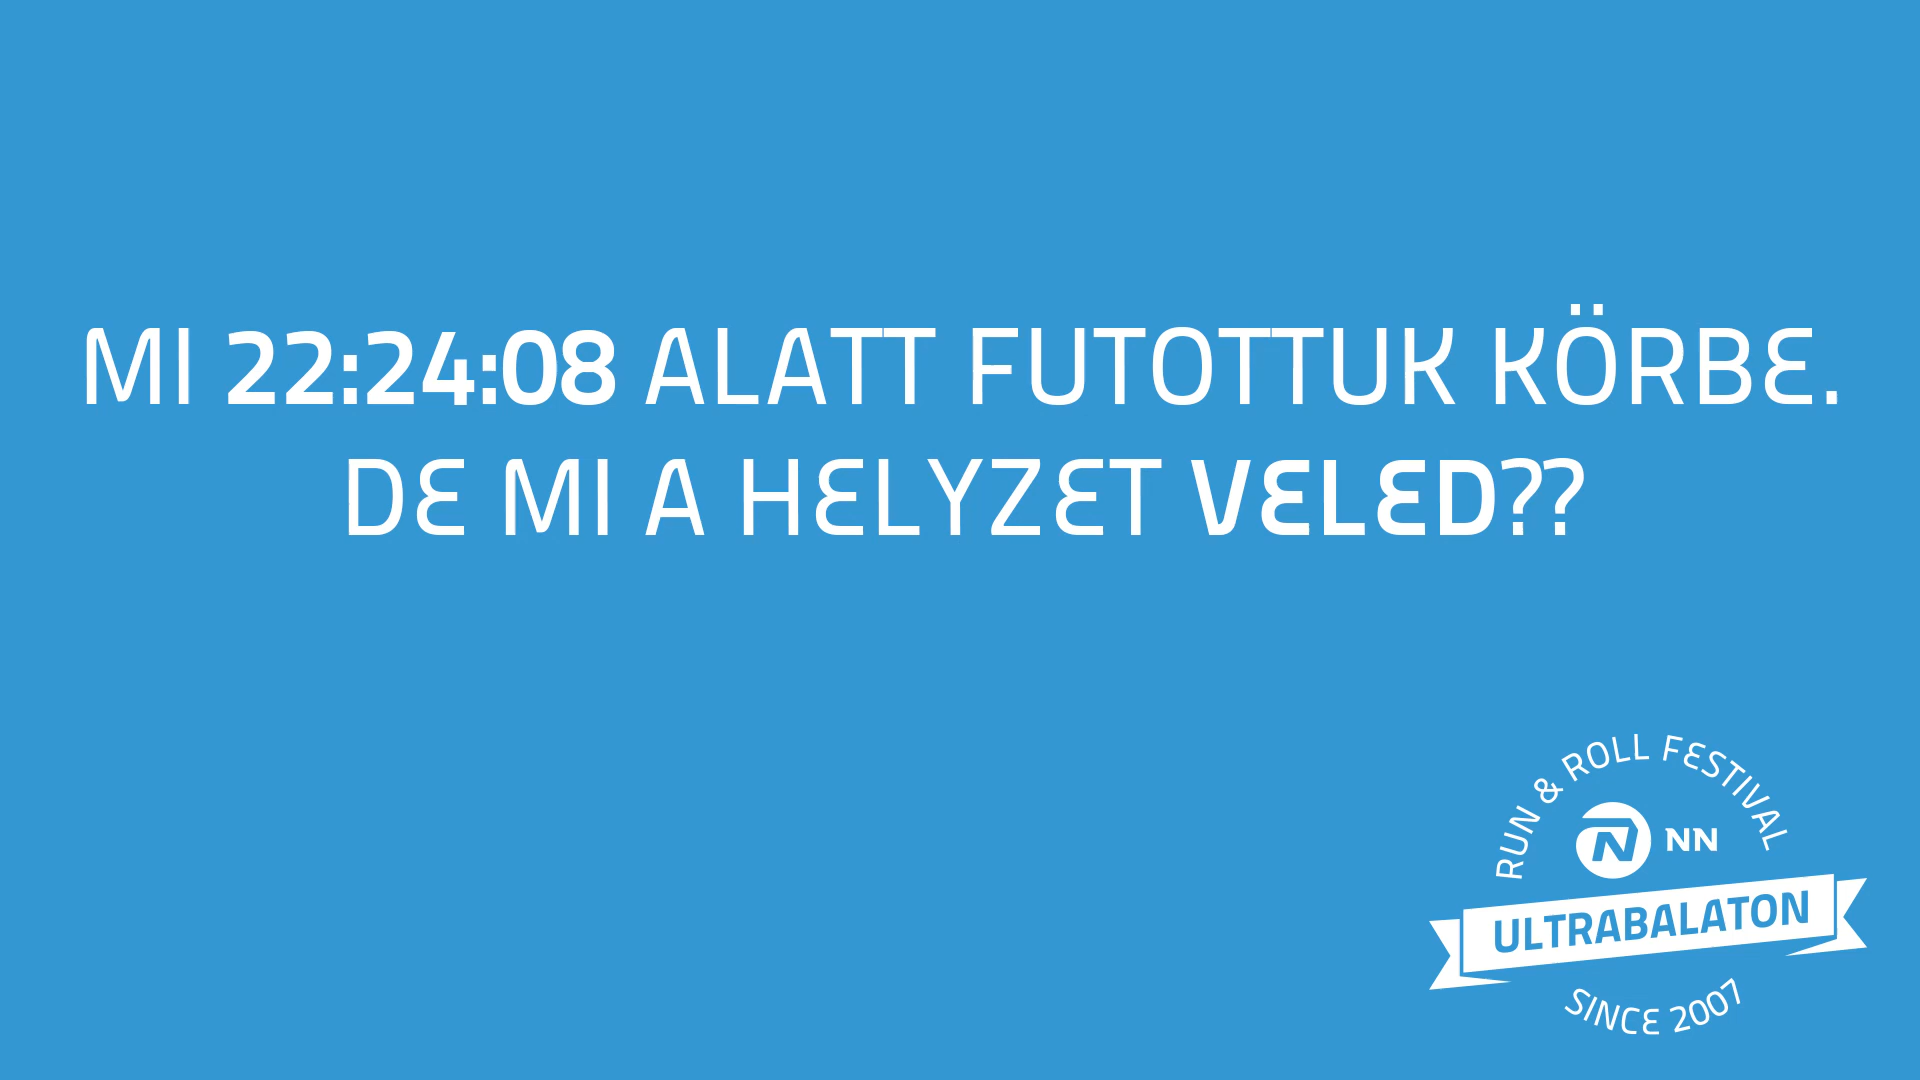 MI 22:24:08 ALATT FUTOTTUK KÖRBE.
DE MI A HELYZET VELED??
RUN & ROLL FESTIVAL
NN
ULTRABALATON
SINCE 2007